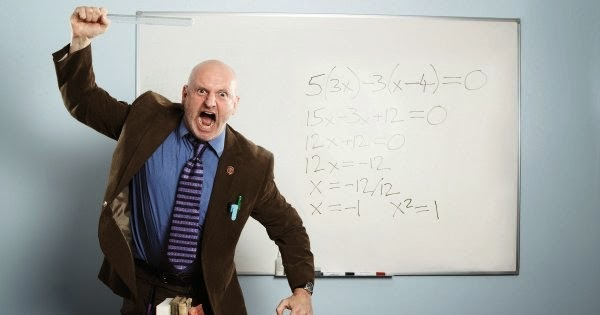 5(3x)-3(x-4)=0
15x-3x+12=0
12x+12=0
12x=-12
x=-12/12
x=-1 x²=1